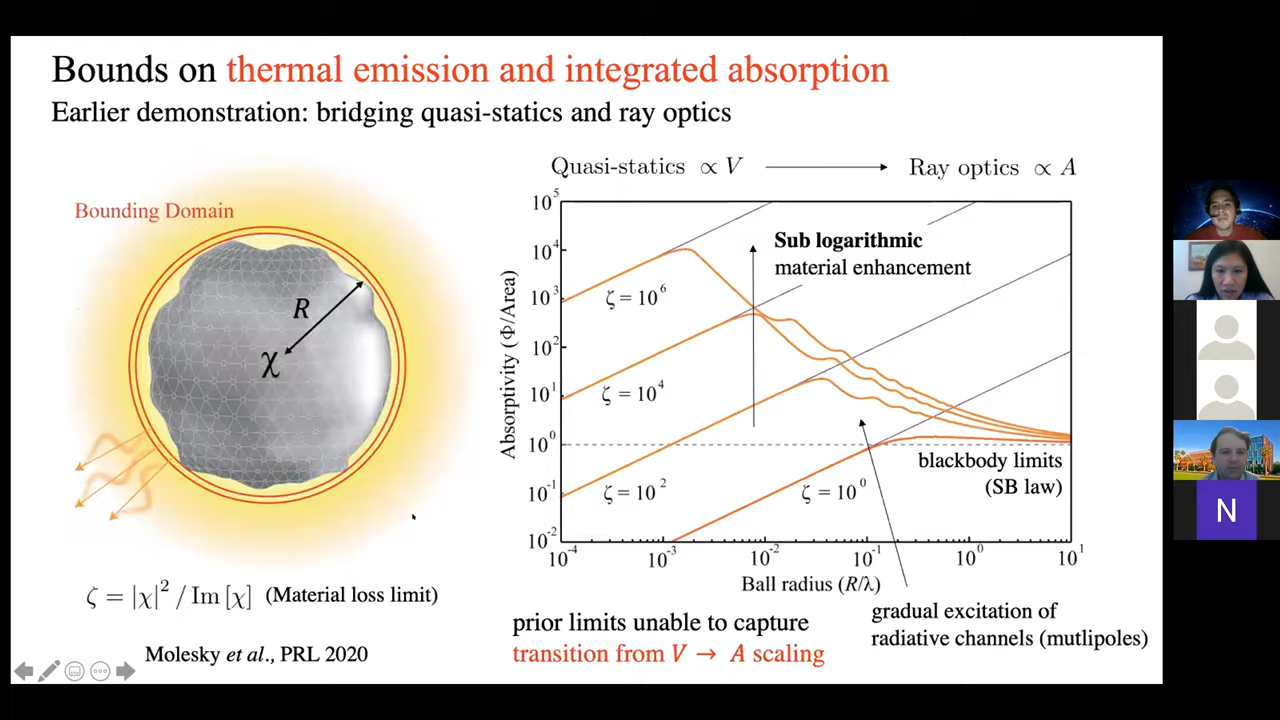 Bounds on thermal emission and integrated absorption
Earlier demonstration: bridging quasi-statics and ray optics
Quasi-statics ∝ V
Ray optics ∝ A
Bounding Domain
R
χ
ζ = |χ|² / Im [χ] (Material loss limit)
Molesky et al., PRL 2020
Absorptivity (Φ/Area)
10⁵
10⁴
10³
10²
10¹
10⁰
10⁻¹
10⁻²
Sub logarithmic
material enhancement
ζ = 10⁶
ζ = 10⁴
ζ = 10²
ζ = 10⁰
blackbody limits
(SB law)
10⁻⁴ 10⁻³ 10⁻² 10⁻¹ 10⁰ 10¹
Ball radius (R/λ)
gradual excitation of
radiative channels (mutlipoles)
prior limits unable to capture
transition from V → A scaling
N